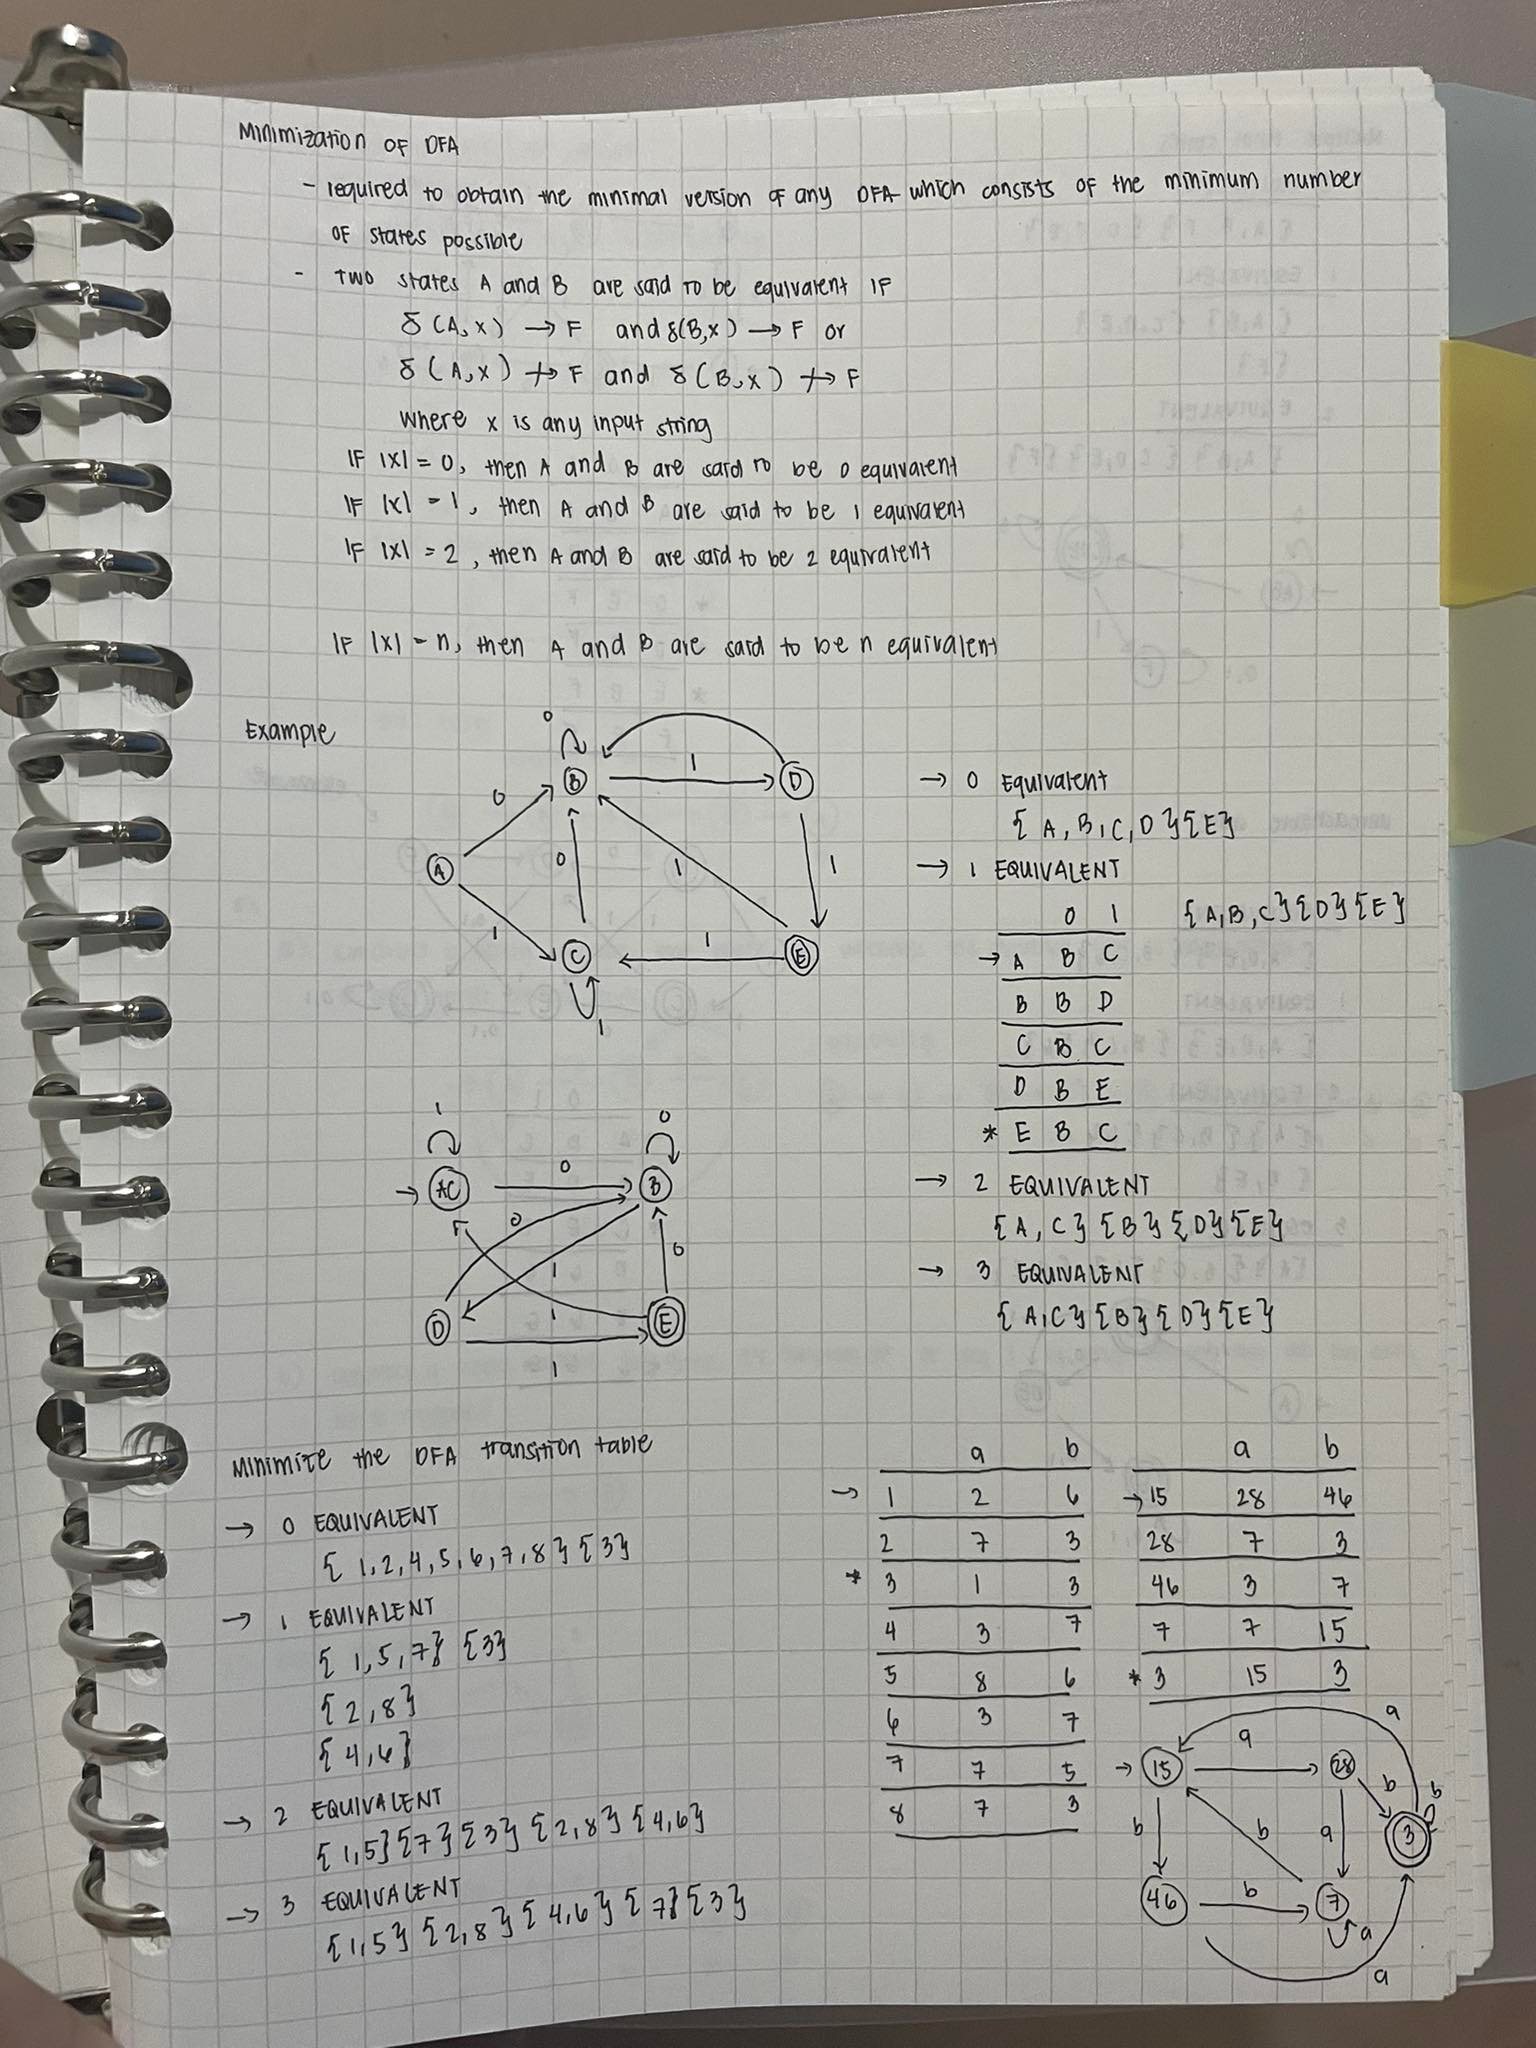 Minimization OF DFA
- required to obtain the minimal version of any DFA which consists of the minimum number
OF states possible
- TWO states A and B are said to be equivalent IF
δ (A, x) → F and δ(B,x) → F or
δ (A,x) ↛ F and δ (B,x) ↛ F
where x is any input string
IF |x| = 0, then A and B are said to be 0 equivalent
IF |x| = 1, then A and B are said to be 1 equivalent
IF |x| = 2, then A and B are said to be 2 equivalent
IF |x| = n, then A and B are said to be n equivalent
Example
0
B 1 D
0
A 0 1 1
1
C 1 E
1
→ 0 Equivalent
{ A, B, C, D } { E }
→ 1 EQUIVALENT
0 1 { A, B, C } { D } { E }
→ A B C
B B D
C B C
D B E
* E B C
→ 2 EQUIVALENT
{ A, C } { B } { D } { E }
→ 3 EQUIVALENT
{ A, C } { B } { D } { E }
1 0
→ AC 0 B
0
1 0
D 1 E
1
Minimize the DFA transition table
→ 0 EQUIVALENT
{ 1, 2, 4, 5, 6, 7, 8 } { 3 }
→ 1 EQUIVALENT
{ 1, 5, 7 } { 3 }
{ 2, 8 }
{ 4, 6 }
→ 2 EQUIVALENT
{ 1, 5 } { 7 } { 3 } { 2, 8 } { 4, 6 }
→ 3 EQUIVALENT
{ 1, 5 } { 2, 8 } { 4, 6 } { 7 } { 3 }
a b
→ 1 2 6
2 7 3
* 3 1 3
4 3 7
5 8 6
6 3 7
7 7 5
8 7 3
a b
→ 15 28 46
28 7 3
46 3 7
7 7 15
* 3 15 3
a
a
→ 15 28 b b
b b a 3
46 b 7
a
a